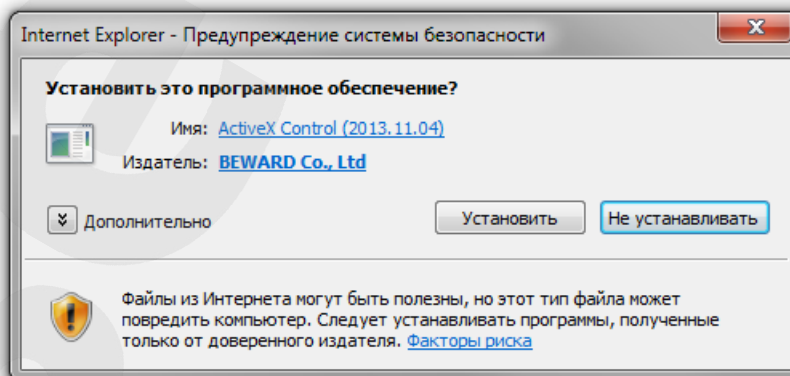 Internet Explorer - Предупреждение системы безопасности
Установить это программное обеспечение?
Имя: ActiveX Control (2013.11.04)
Издатель: BEWARD Co., Ltd
Дополнительно
Установить
Не устанавливать
Файлы из Интернета могут быть полезны, но этот тип файла может
повредить компьютер. Следует устанавливать программы, полученные
только от доверенного издателя. Факторы риска